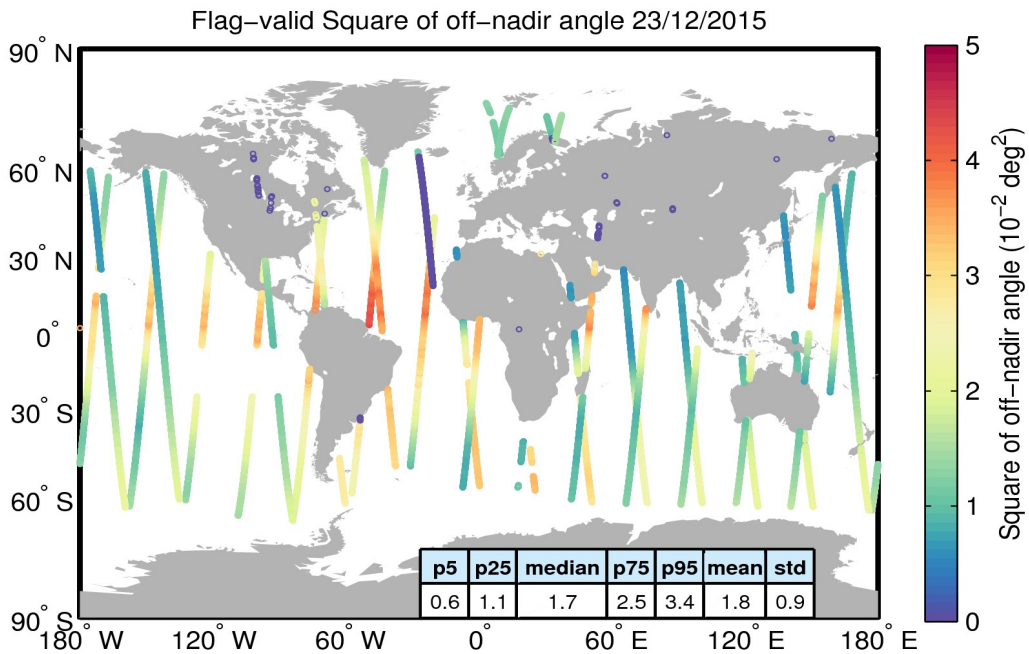 Flag−valid Square of off−nadir angle 23/12/2015
90° N
60° N
30° N
0°
30° S
60° S
90° S
180° W
120° W
60° W
0°
60° E
120° E
180° E
p5 p25 median p75 p95 mean std
0.6 1.1 1.7 2.5 3.4 1.8 0.9
5
4
3
2
1
0
Square of off−nadir angle (10⁻² deg²)